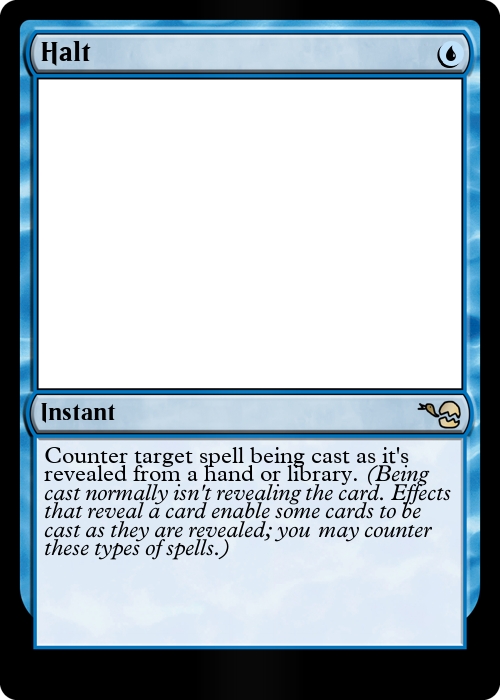 Halt
Instant
Counter target spell being cast as it's
revealed from a hand or library. (Being
cast normally isn't revealing the card. Effects
that reveal a card enable some cards to be
cast as they are revealed; you may counter
these types of spells.)